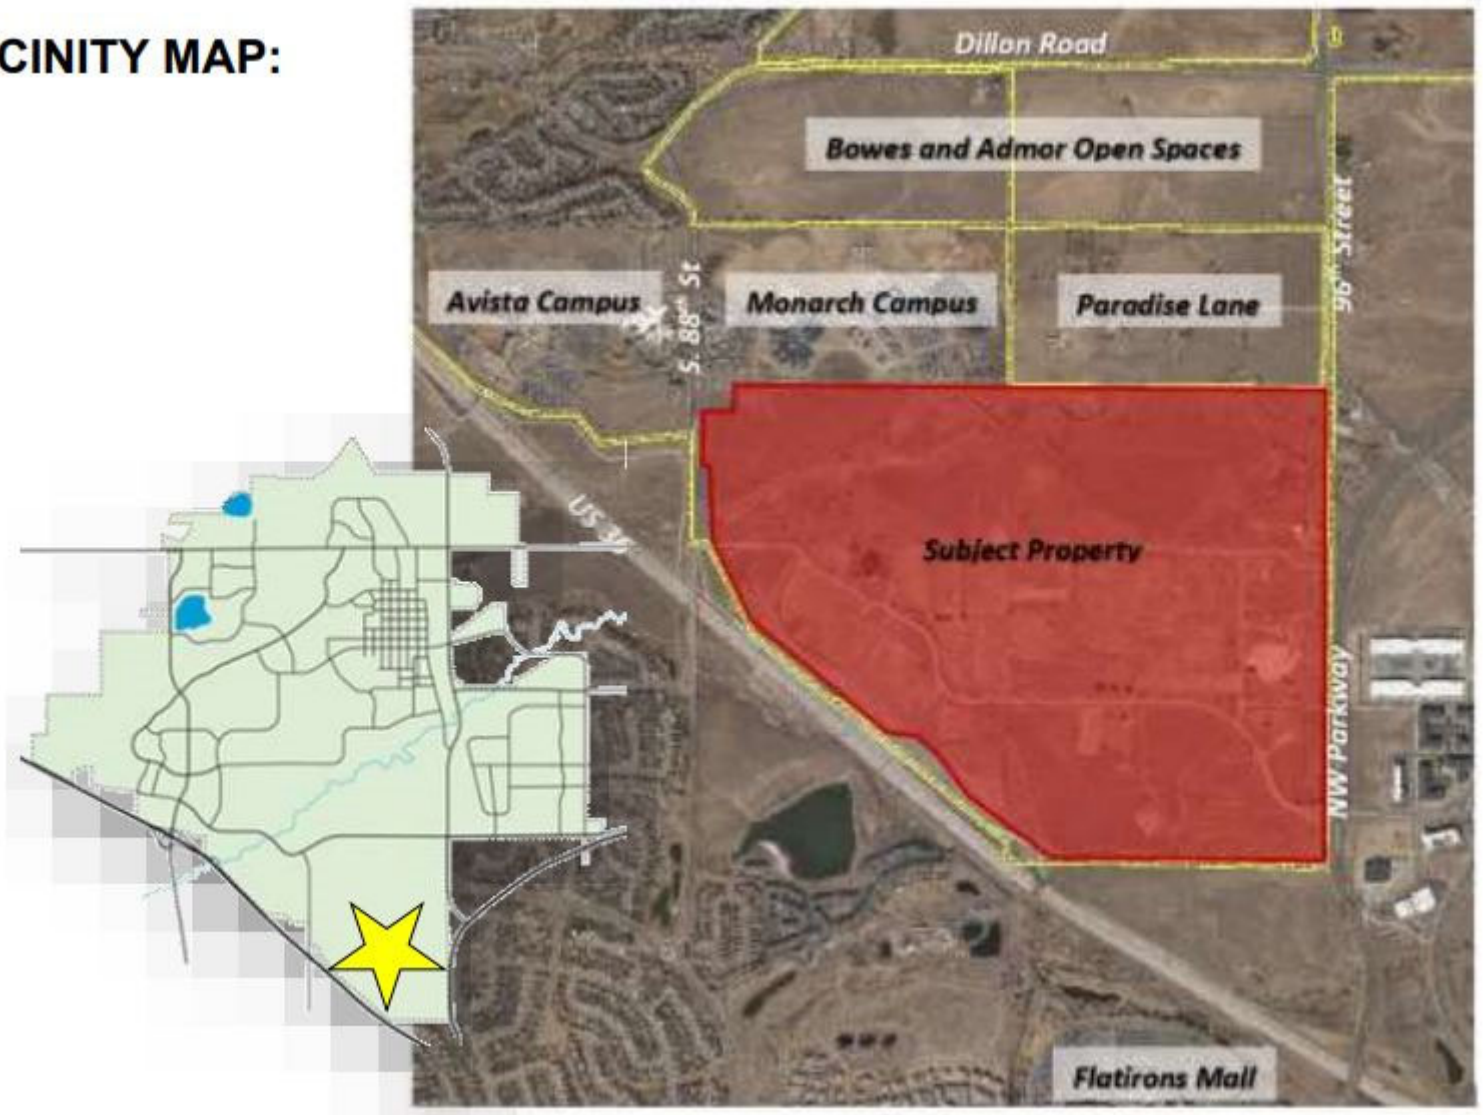 CINITY MAP:
Dillon Road
Bowes and Admor Open Spaces
96th Street
Avista Campus
S. 88th St
Monarch Campus
Paradise Lane
US 36
Subject Property
NW Parkway
Flatirons Mall